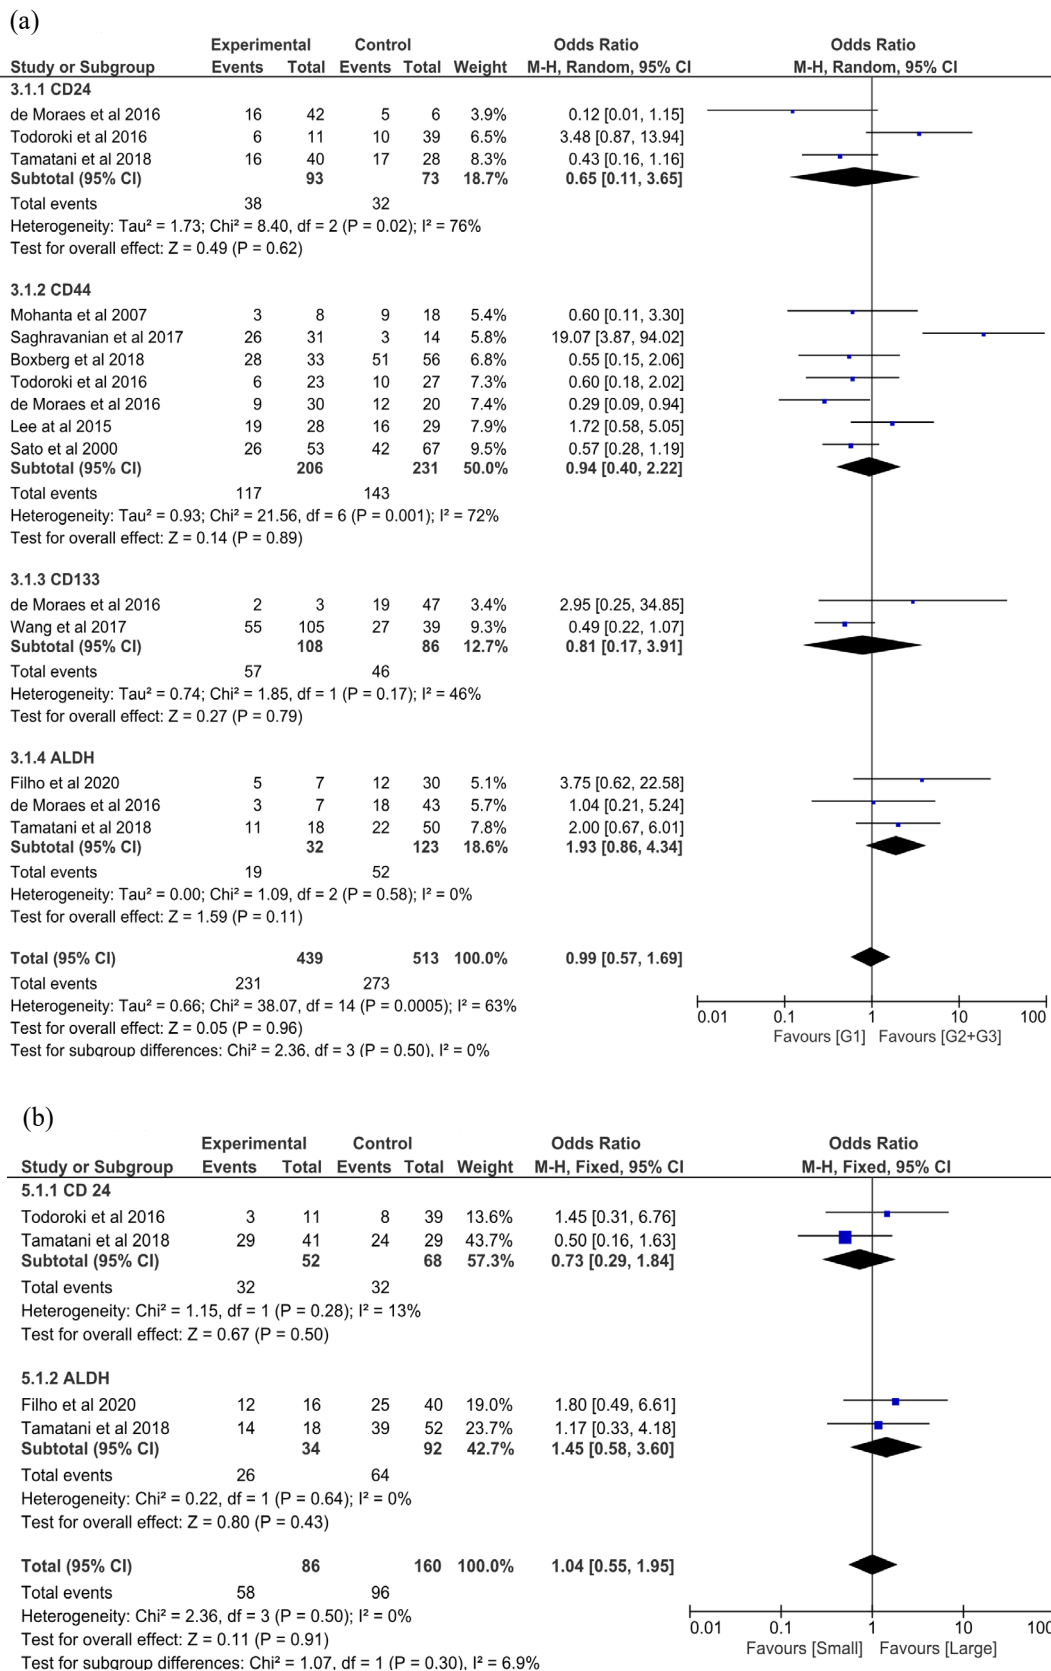 (a)
Experimental Control Odds Ratio Odds Ratio
Study or Subgroup Events Total Events Total Weight M-H, Random, 95% CI M-H, Random, 95% CI
3.1.1 CD24
de Moraes et al 2016 16 42 5 6 3.9% 0.12 [0.01, 1.15]
Todoroki et al 2016 6 11 10 39 6.5% 3.48 [0.87, 13.94]
Tamatani et al 2018 16 40 17 28 8.3% 0.43 [0.16, 1.16]
Subtotal (95% CI) 93 73 18.7% 0.65 [0.11, 3.65]
Total events 38 32
Heterogeneity: Tau² = 1.73; Chi² = 8.40, df = 2 (P = 0.02); I² = 76%
Test for overall effect: Z = 0.49 (P = 0.62)
3.1.2 CD44
Mohanta et al 2007 3 8 9 18 5.4% 0.60 [0.11, 3.30]
Saghravanian et al 2017 26 31 3 14 5.8% 19.07 [3.87, 94.02]
Boxberg et al 2018 28 33 51 56 6.8% 0.55 [0.15, 2.06]
Todoroki et al 2016 6 23 10 27 7.3% 0.60 [0.18, 2.02]
de Moraes et al 2016 9 30 12 20 7.4% 0.29 [0.09, 0.94]
Lee at al 2015 19 28 16 29 7.9% 1.72 [0.58, 5.05]
Sato et al 2000 26 53 42 67 9.5% 0.57 [0.28, 1.19]
Subtotal (95% CI) 206 231 50.0% 0.94 [0.40, 2.22]
Total events 117 143
Heterogeneity: Tau² = 0.93; Chi² = 21.56, df = 6 (P = 0.001); I² = 72%
Test for overall effect: Z = 0.14 (P = 0.89)
3.1.3 CD133
de Moraes et al 2016 2 3 19 47 3.4% 2.95 [0.25, 34.85]
Wang et al 2017 55 105 27 39 9.3% 0.49 [0.22, 1.07]
Subtotal (95% CI) 108 86 12.7% 0.81 [0.17, 3.91]
Total events 57 46
Heterogeneity: Tau² = 0.74; Chi² = 1.85, df = 1 (P = 0.17); I² = 46%
Test for overall effect: Z = 0.27 (P = 0.79)
3.1.4 ALDH
Filho et al 2020 5 7 12 30 5.1% 3.75 [0.62, 22.58]
de Moraes et al 2016 3 7 18 43 5.7% 1.04 [0.21, 5.24]
Tamatani et al 2018 11 18 22 50 7.8% 2.00 [0.67, 6.01]
Subtotal (95% CI) 32 123 18.6% 1.93 [0.86, 4.34]
Total events 19 52
Heterogeneity: Tau² = 0.00; Chi² = 1.09, df = 2 (P = 0.58); I² = 0%
Test for overall effect: Z = 1.59 (P = 0.11)
Total (95% CI) 439 513 100.0% 0.99 [0.57, 1.69]
Total events 231 273
Heterogeneity: Tau² = 0.66; Chi² = 38.07, df = 14 (P = 0.0005); I² = 63%
Test for overall effect: Z = 0.05 (P = 0.96)
Test for subgroup differences: Chi² = 2.36, df = 3 (P = 0.50), I² = 0%
0.01 0.1 1 10 100
Favours [G1] Favours [G2+G3]
(b)
Experimental Control Odds Ratio Odds Ratio
Study or Subgroup Events Total Events Total Weight M-H, Fixed, 95% CI M-H, Fixed, 95% CI
5.1.1 CD 24
Todoroki et al 2016 3 11 8 39 13.6% 1.45 [0.31, 6.76]
Tamatani et al 2018 29 41 24 29 43.7% 0.50 [0.16, 1.63]
Subtotal (95% CI) 52 68 57.3% 0.73 [0.29, 1.84]
Total events 32 32
Heterogeneity: Chi² = 1.15, df = 1 (P = 0.28); I² = 13%
Test for overall effect: Z = 0.67 (P = 0.50)
5.1.2 ALDH
Filho et al 2020 12 16 25 40 19.0% 1.80 [0.49, 6.61]
Tamatani et al 2018 14 18 39 52 23.7% 1.17 [0.33, 4.18]
Subtotal (95% CI) 34 92 42.7% 1.45 [0.58, 3.60]
Total events 26 64
Heterogeneity: Chi² = 0.22, df = 1 (P = 0.64); I² = 0%
Test for overall effect: Z = 0.80 (P = 0.43)
Total (95% CI) 86 160 100.0% 1.04 [0.55, 1.95]
Total events 58 96
Heterogeneity: Chi² = 2.36, df = 3 (P = 0.50); I² = 0%
Test for overall effect: Z = 0.11 (P = 0.91)
Test for subgroup differences: Chi² = 1.07, df = 1 (P = 0.30), I² = 6.9%
0.01 0.1 1 10 100
Favours [Small] Favours [Large]